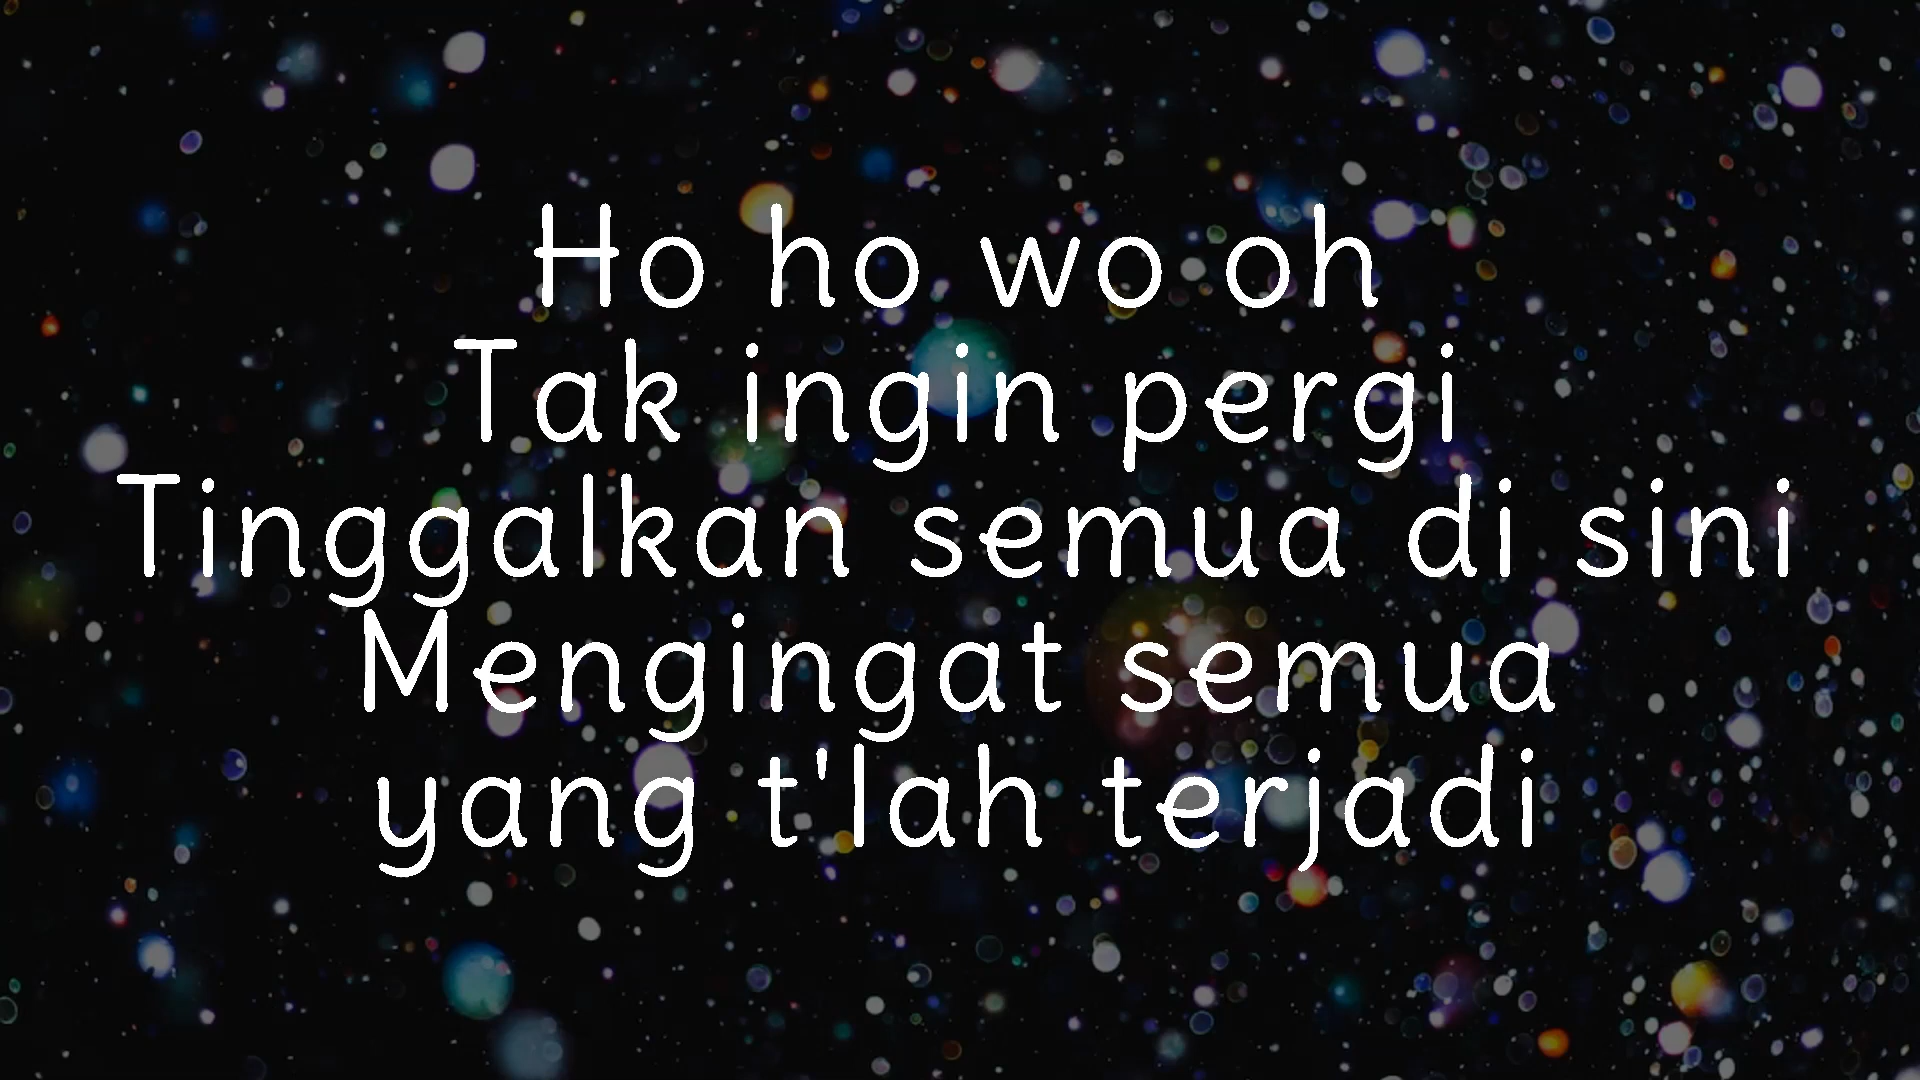 Ho ho wo oh
Tak ingin pergi
Tinggalkan semua di sini
Mengingat semua
yang t'lah terjadi